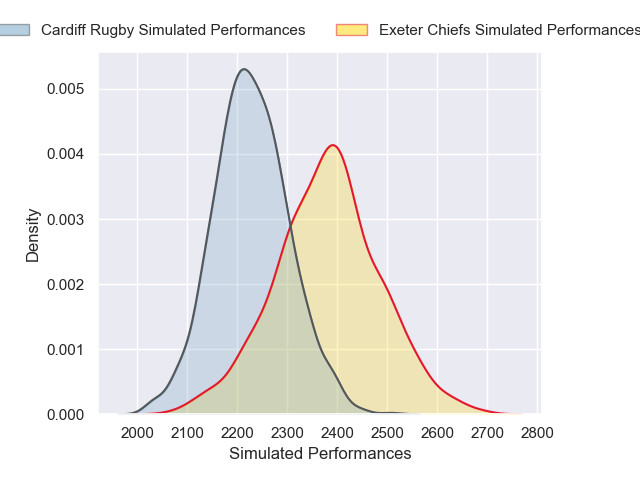 Cardiff Rugby Simulated Performances Exeter Chiefs Simulated Performances
0.005
0.004
0.003
0.002
0.001
0.000
Density
2000 2100 2200 2300 2400 2500 2600 2700 2800
Simulated Performances